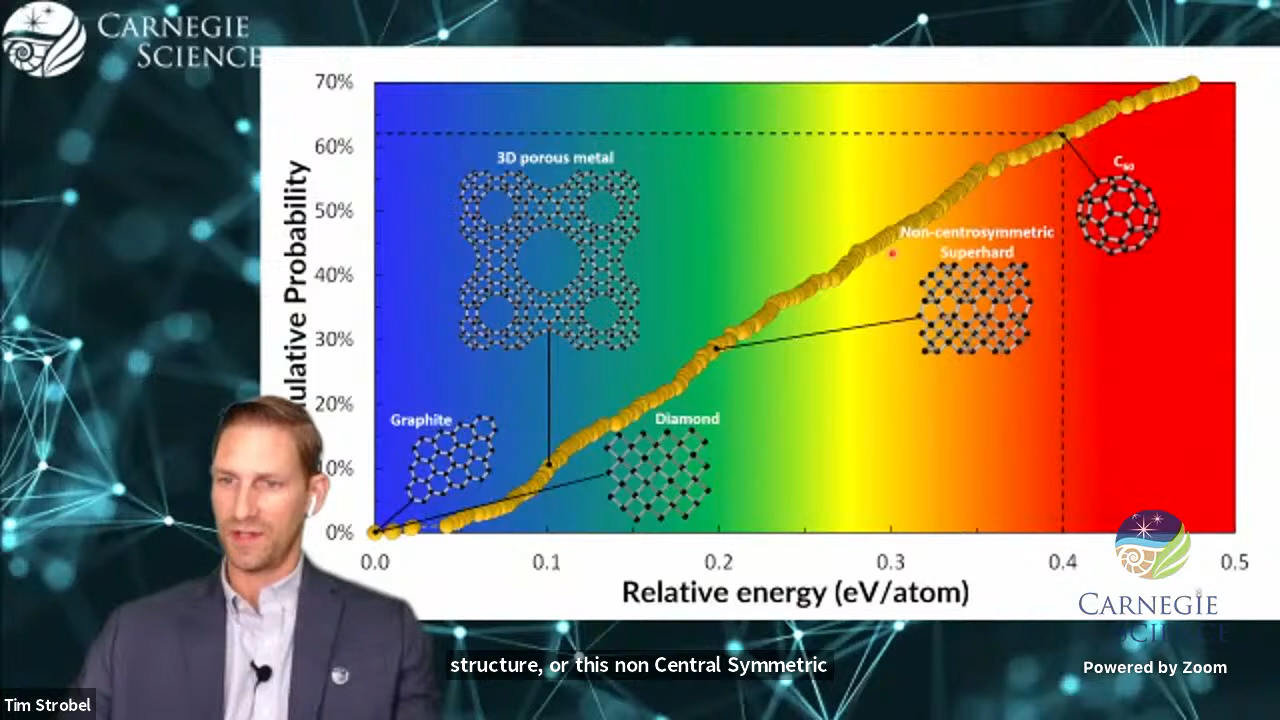 CARNEGIE
SCIENCE
70%
60%
50%
40%
30%
20%
10%
0%
ulative Probability
3D porous metal
C60
Non-centrosymmetric
Superhard
Graphite
Diamond
0.0 0.1 0.2 0.3 0.4 0.5
Relative energy (eV/atom)
CARNEGIE
SCIENCE
structure, or this non Central Symmetric
Powered by Zoom
Tim Strobel